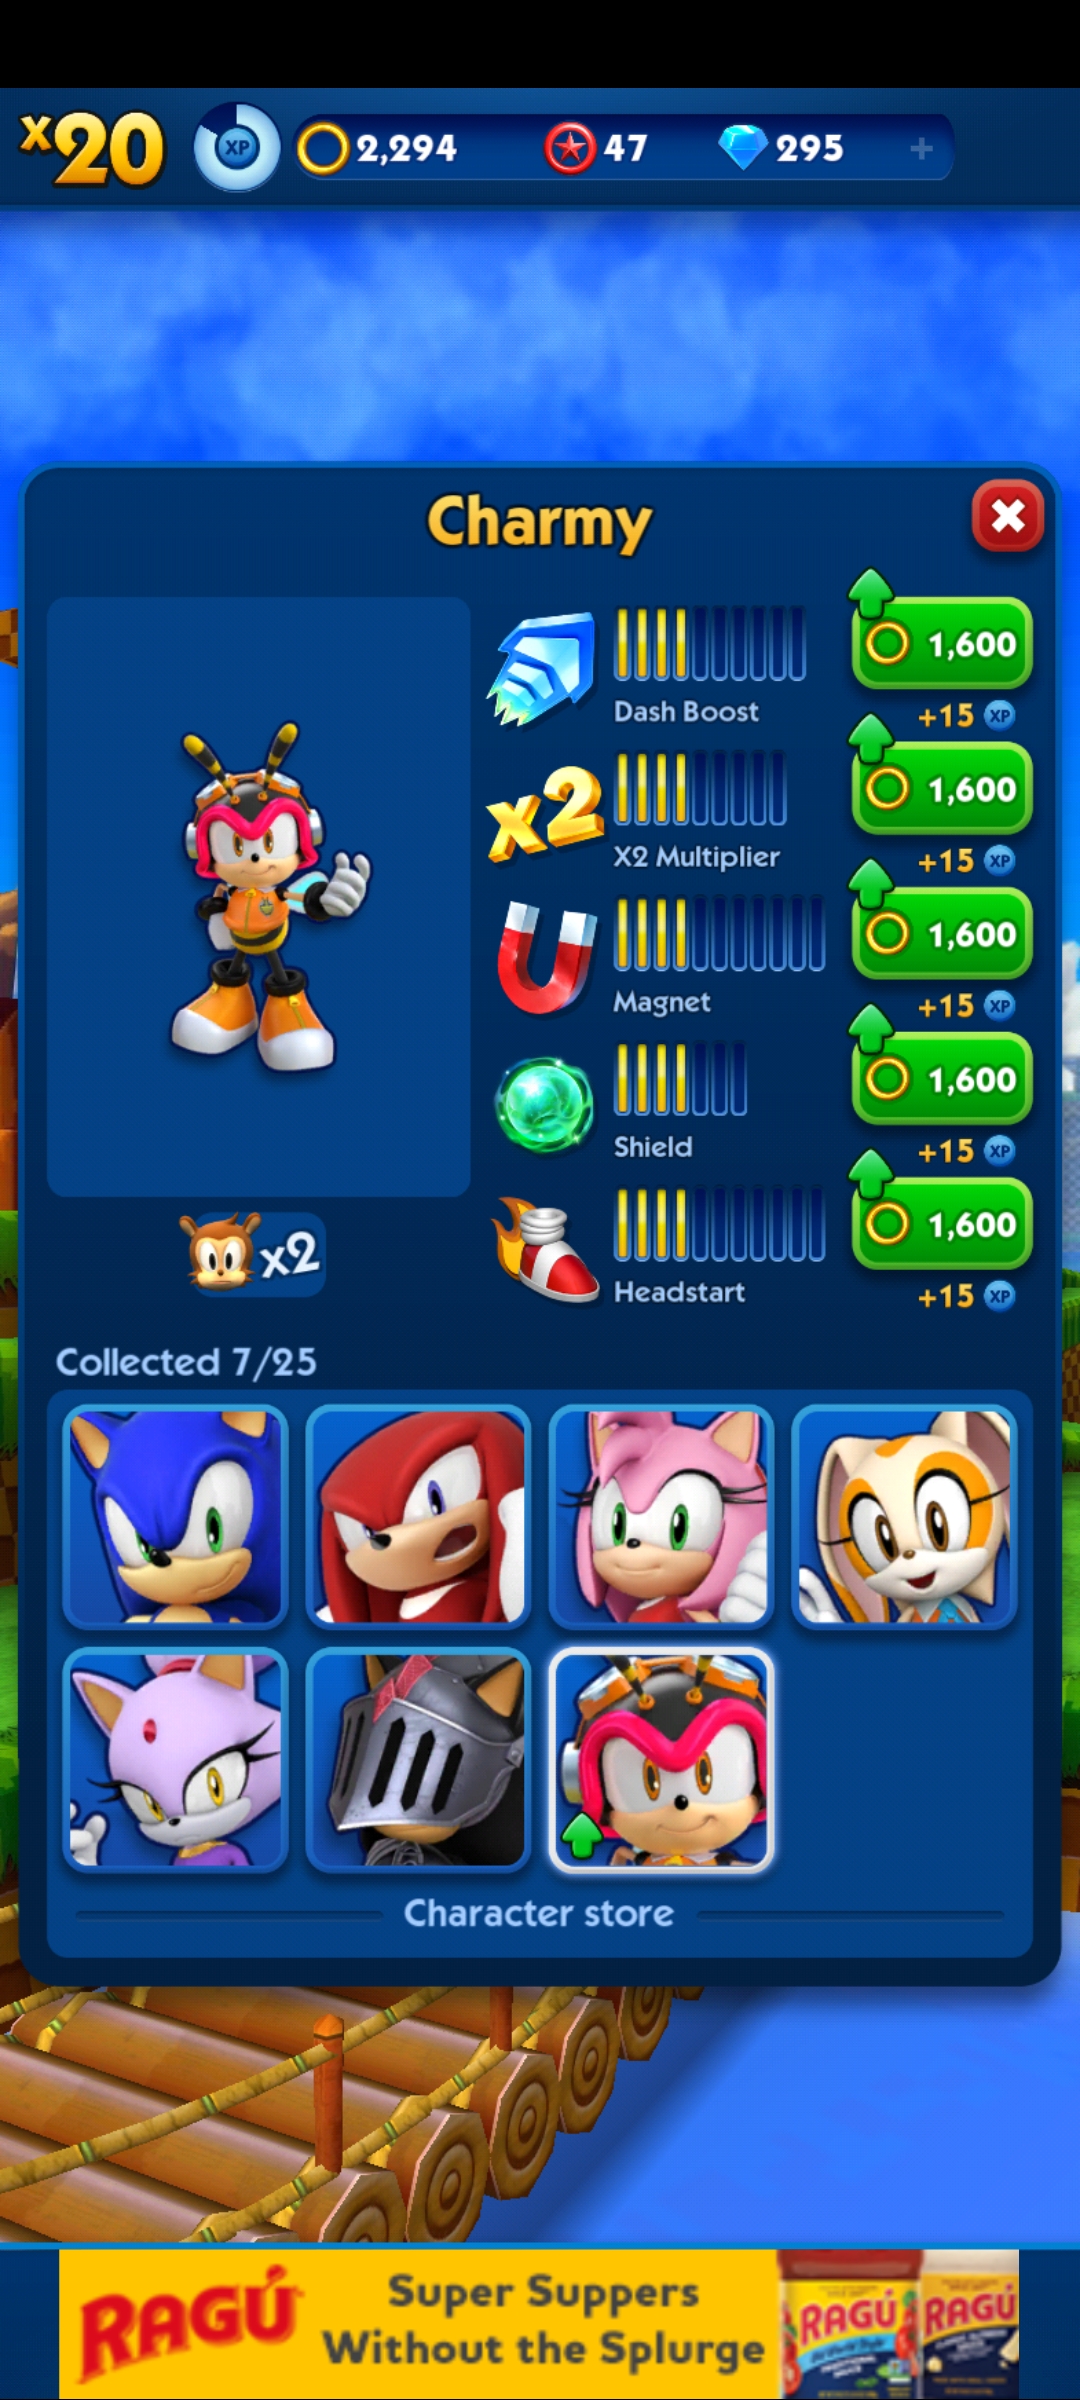 x20
XP
2,294
47
295
+
Charmy
1,600
Dash Boost
+15 XP
x2
1,600
X2 Multiplier
+15 XP
1,600
Magnet
+15 XP
1,600
Shield
+15 XP
x2
1,600
Headstart
+15 XP
Collected 7/25
Character store
RAGÚ
Super Suppers
Without the Splurge
RAGÚ
RAGÚ